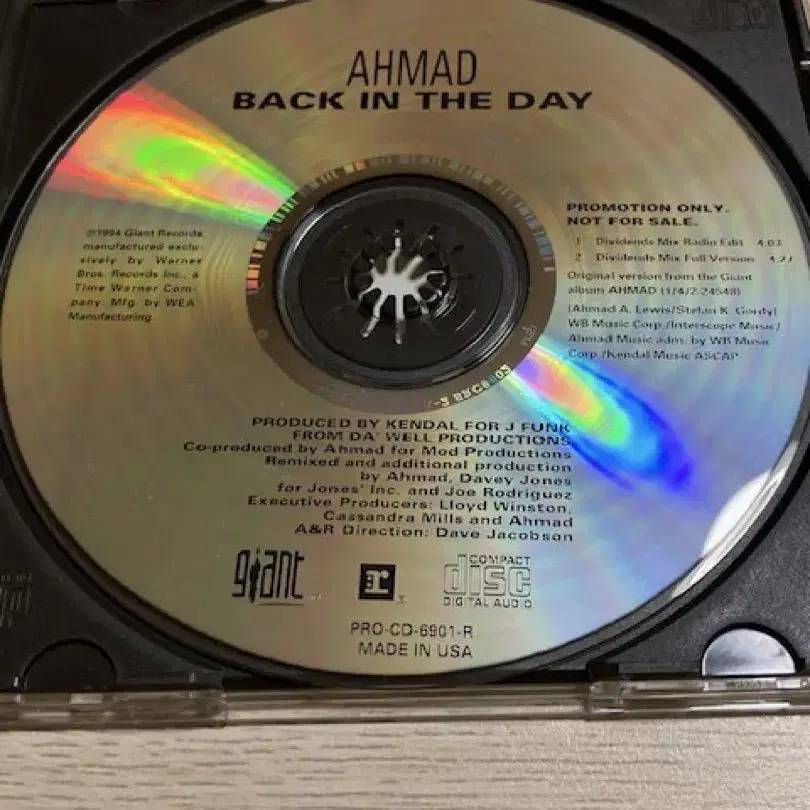 AHMAD
BACK IN THE DAY
℗1994 Giant Records,
manufactured exclu-
sively by Warner
Bros. Records Inc., a
Time Warner Com-
pany. Mfg. by WEA
Manufacturing.
PROMOTION ONLY.
NOT FOR SALE.
1 Dividends Mix Radio Edit 4:03
2 Dividends Mix Full Version 4:27
Original version from the Giant
album AHMAD (1/4/2-24548)
(Ahmad A. Lewis/Stefan K. Gordy)
WB Music Corp./Interscope Music/
Ahmad Music adm. by WB Music
Corp./Kendal Music ASCAP
PRODUCED BY KENDAL FOR J FUNK
FROM DA' WELL PRODUCTIONS
Co-produced by Ahmad for Mod Productions
Remixed and additional production
by Ahmad, Davey Jones
for Jones' Inc. and Joe Rodriguez
Executive Producers: Lloyd Winston,
Cassandra Mills and Ahmad
A&R Direction: Dave Jacobson
giant
r
COMPACT
disc
DIGITAL AUDIO
PRO-CD-6901-R
MADE IN USA